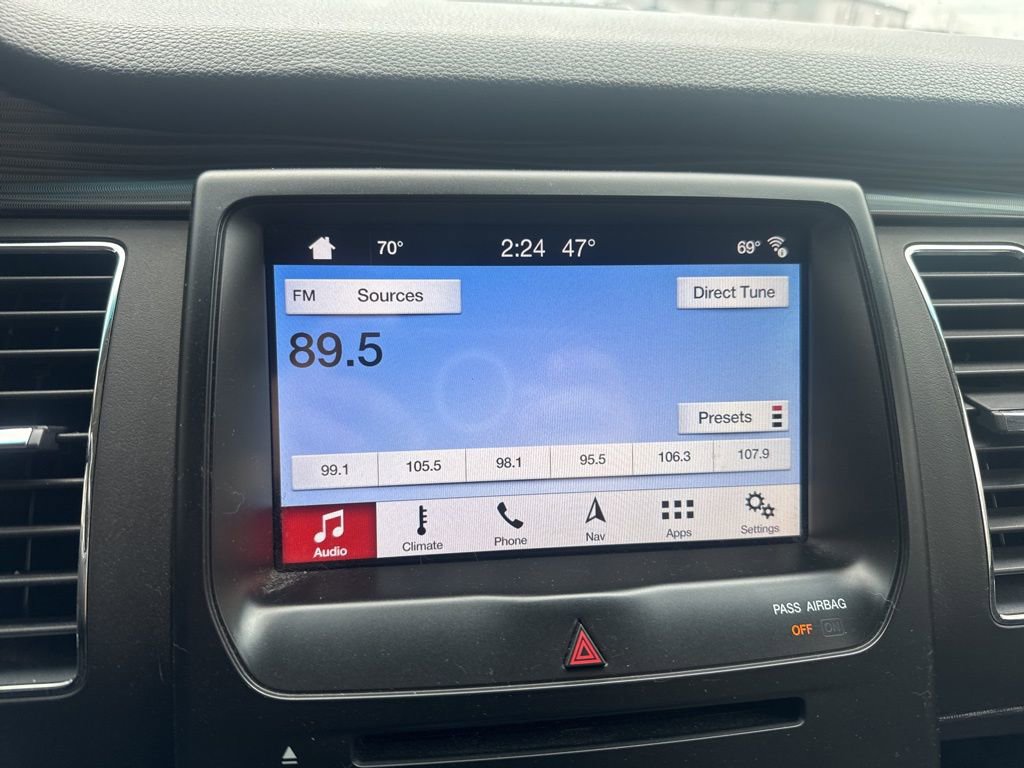 70° 2:24 47° 69°
FM Sources Direct Tune
89.5
Presets
99.1 105.5 98.1 95.5 106.3 107.9
Audio Climate Phone Nav Apps Settings
PASS AIRBAG
OFF ON